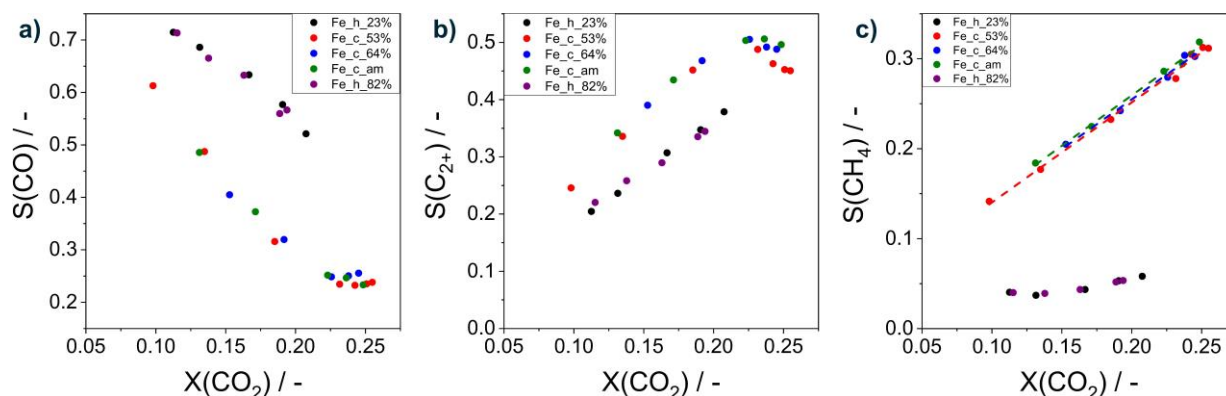 a)
Fe_h_23%
Fe_c_53%
Fe_c_64%
Fe_c_am
Fe_h_82%
S(CO) / -
0.7
0.6
0.5
0.4
0.3
0.2
0.05 0.10 0.15 0.20 0.25
X(CO₂) / -
b)
Fe_h_23%
Fe_c_53%
Fe_c_64%
Fe_c_am
Fe_h_82%
S(C₂₊) / -
0.5
0.4
0.3
0.2
0.1
0.0
0.05 0.10 0.15 0.20 0.25
X(CO₂) / -
c)
Fe_h_23%
Fe_c_53%
Fe_c_64%
Fe_c_am
Fe_h_82%
S(CH₄) / -
0.3
0.2
0.1
0.0
0.05 0.10 0.15 0.20 0.25
X(CO₂) / -